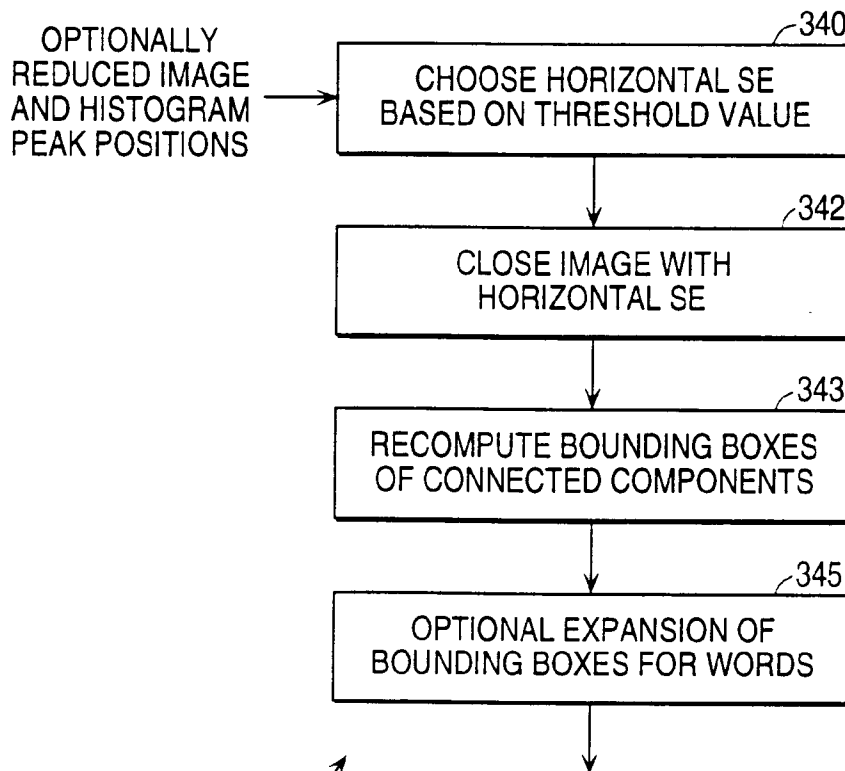 OPTIONALLY
REDUCED IMAGE
AND HISTOGRAM
PEAK POSITIONS
340
CHOOSE HORIZONTAL SE
BASED ON THRESHOLD VALUE
342
CLOSE IMAGE WITH
HORIZONTAL SE
343
RECOMPUTE BOUNDING BOXES
OF CONNECTED COMPONENTS
345
OPTIONAL EXPANSION OF
BOUNDING BOXES FOR WORDS